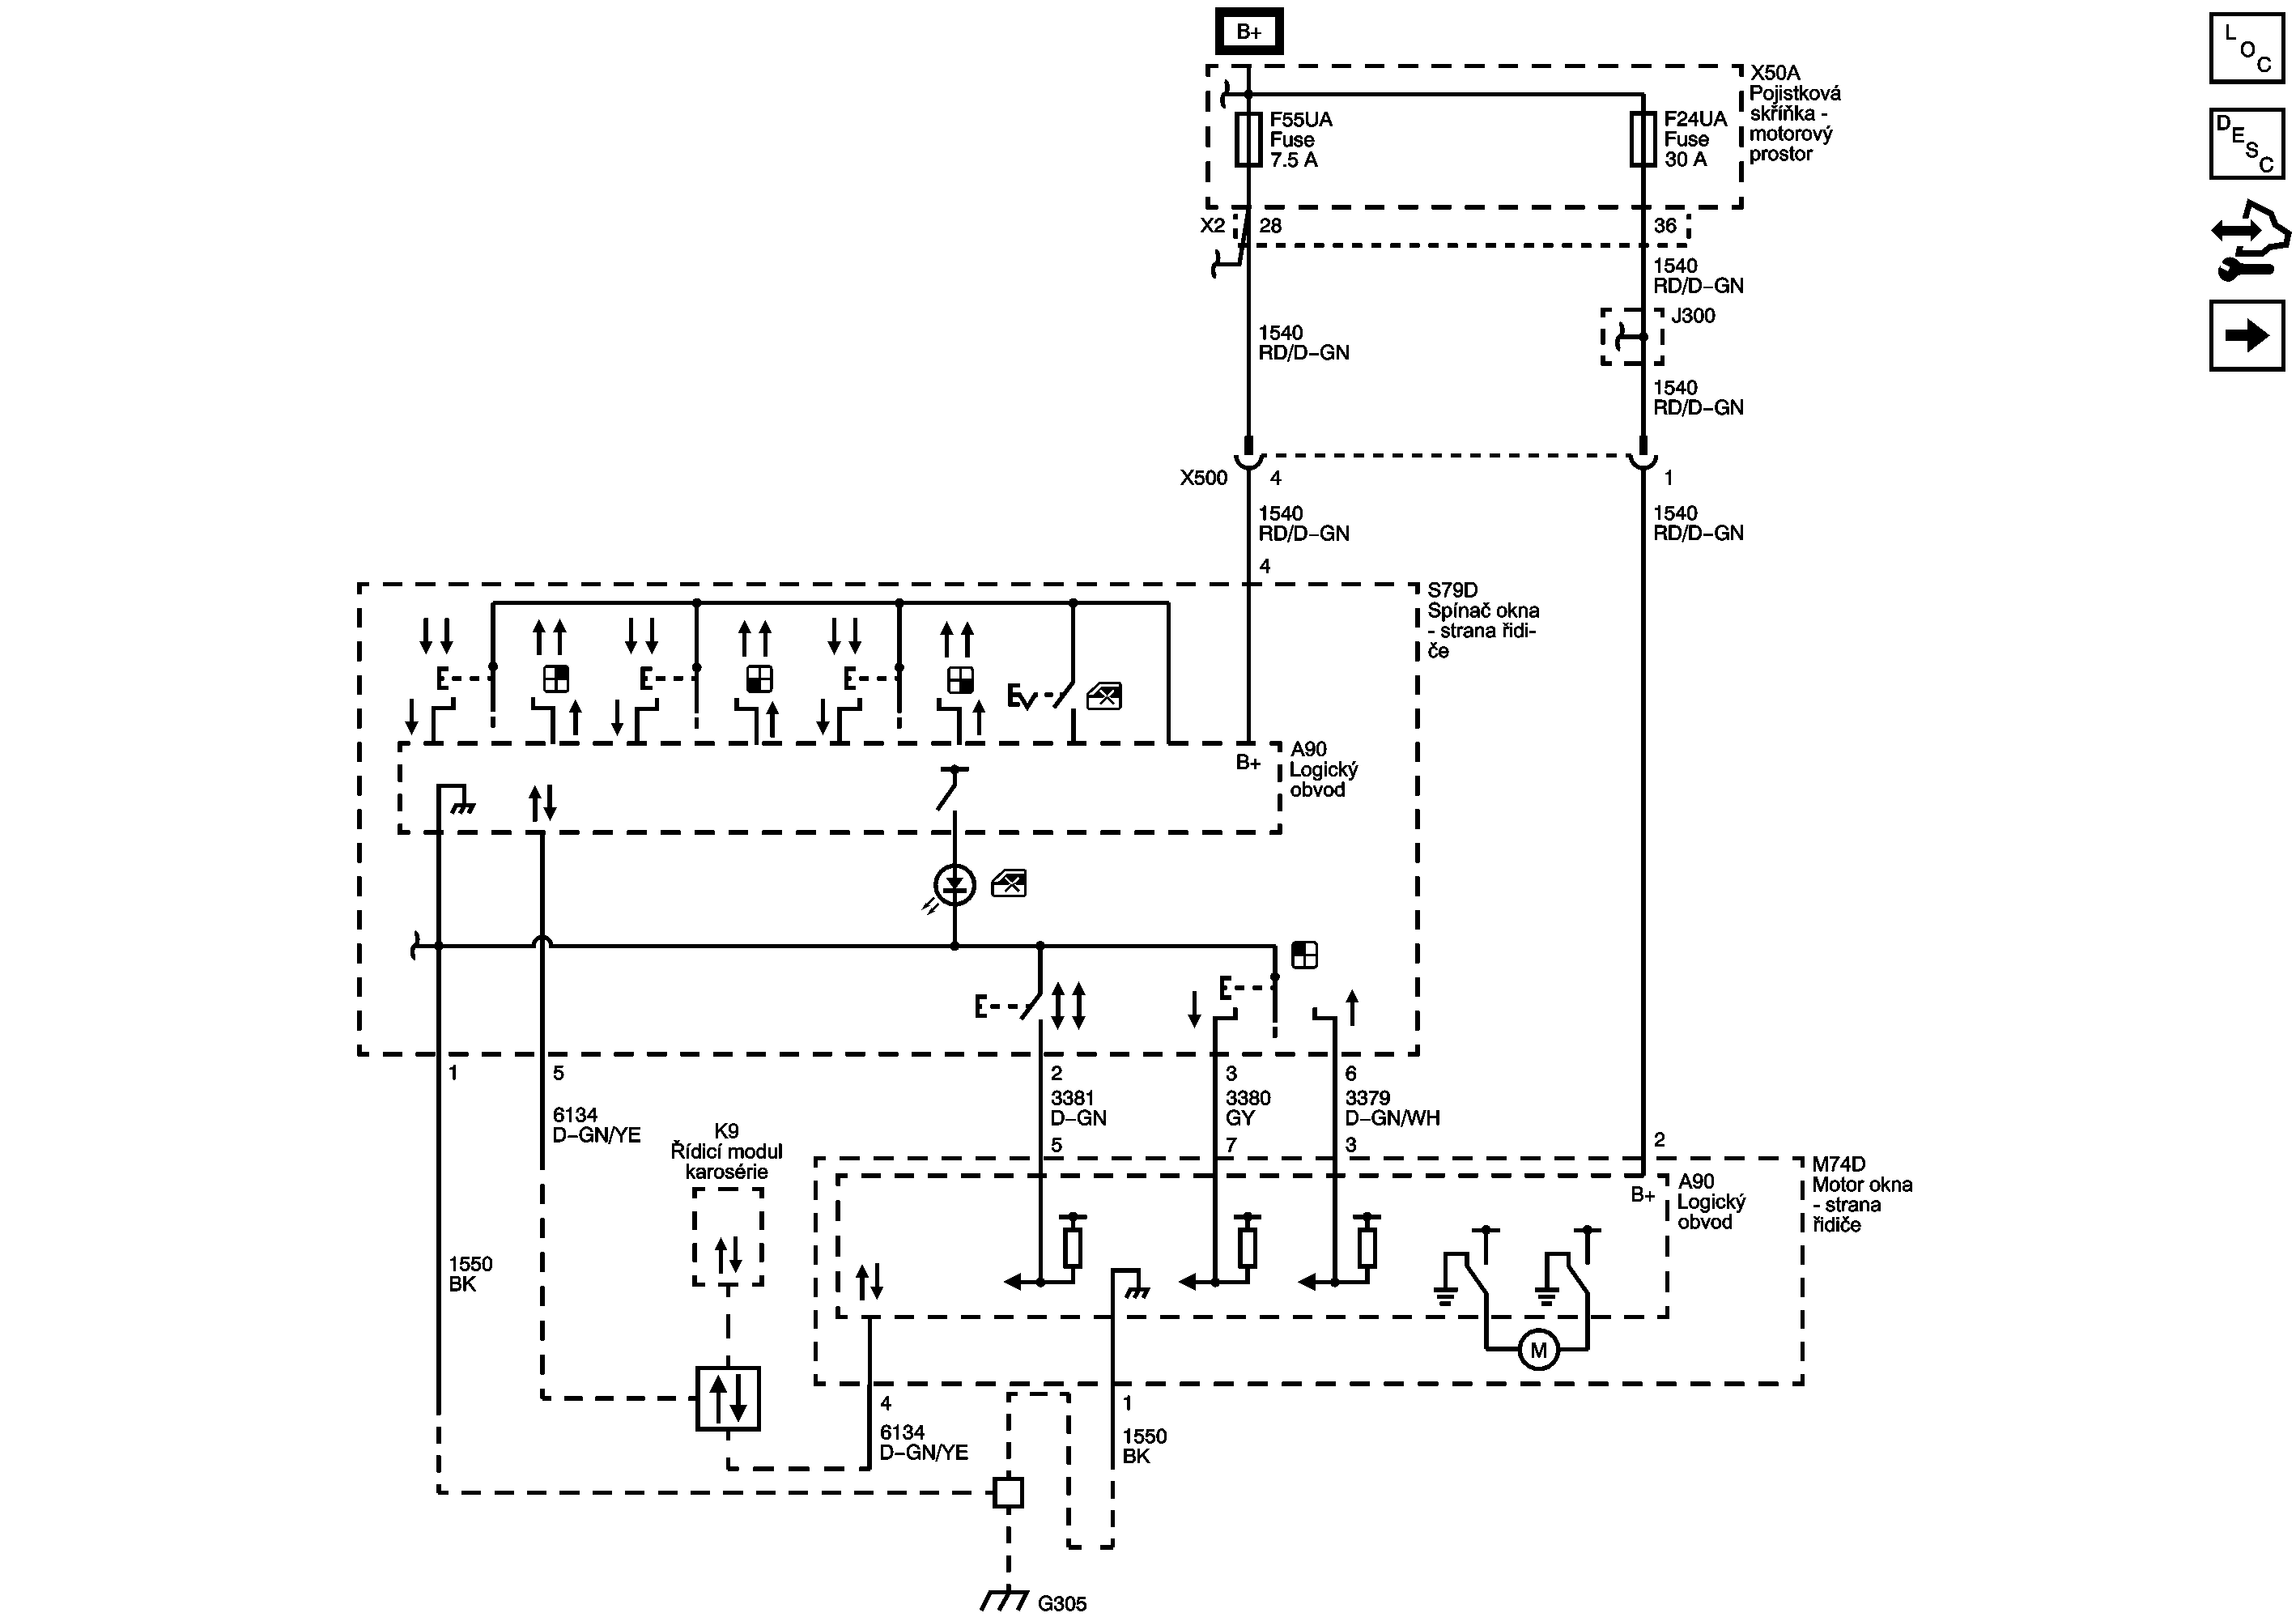 B+
L
O
C
X50A
Pojistková
skříňka -
motorový
prostor
F55UA
Fuse
7.5 A
F24UA
Fuse
30 A
D
E
S
C
X2
28
36
1540
RD/D-GN
J300
1540
RD/D-GN
1540
RD/D-GN
X500
4
1
1540
RD/D-GN
1540
RD/D-GN
4
S79D
Spínač okna
- strana řidi-
če
B+
A90
Logický
obvod
1
5
2
3
6
6134
D-GN/YE
3381
D-GN
3380
GY
3379
D-GN/WH
K9
Řídicí modul
karosérie
5
7
3
2
M74D
Motor okna
- strana
řidiče
B+
A90
Logický
obvod
1550
BK
M
4
6134
D-GN/YE
1
1550
BK
G305